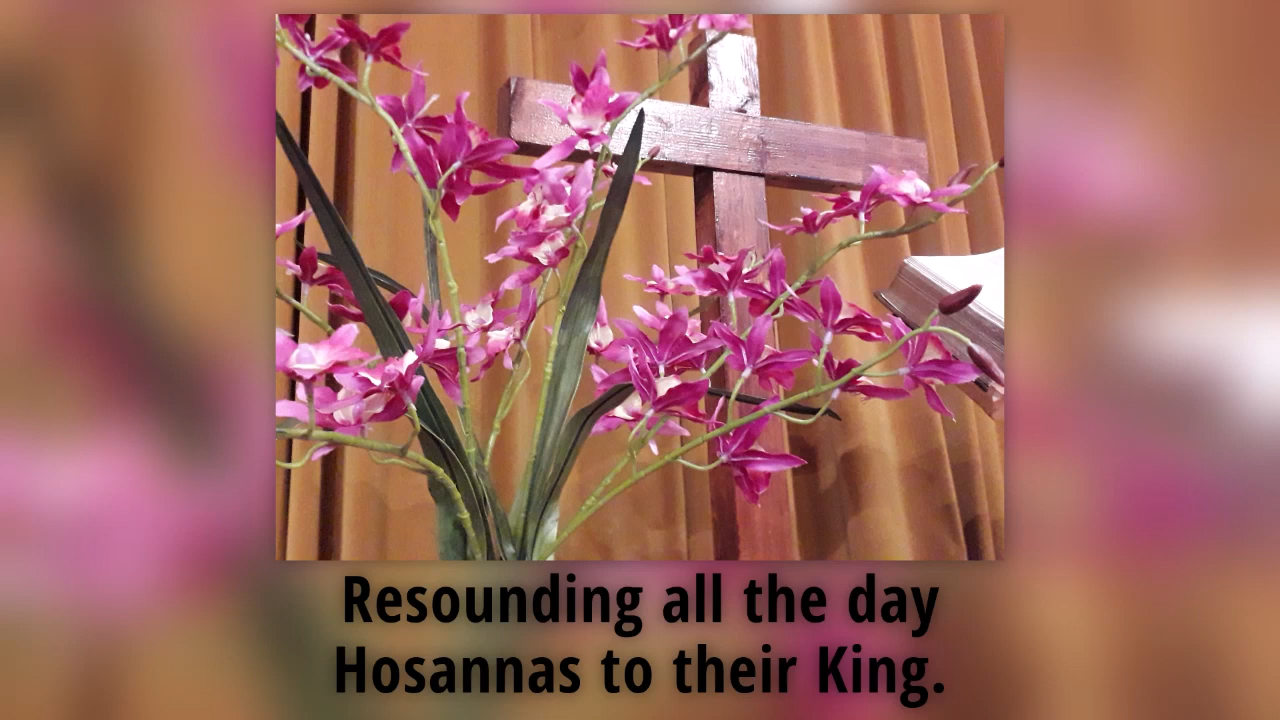 Resounding all the day
Hosannas to their King.